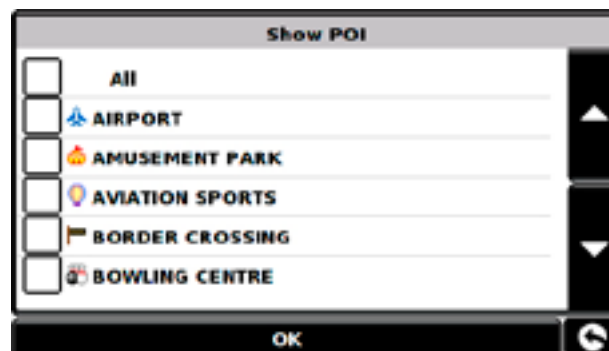 Show POI
All
AIRPORT
AMUSEMENT PARK
AVIATION SPORTS
BORDER CROSSING
BOWLING CENTRE
OK